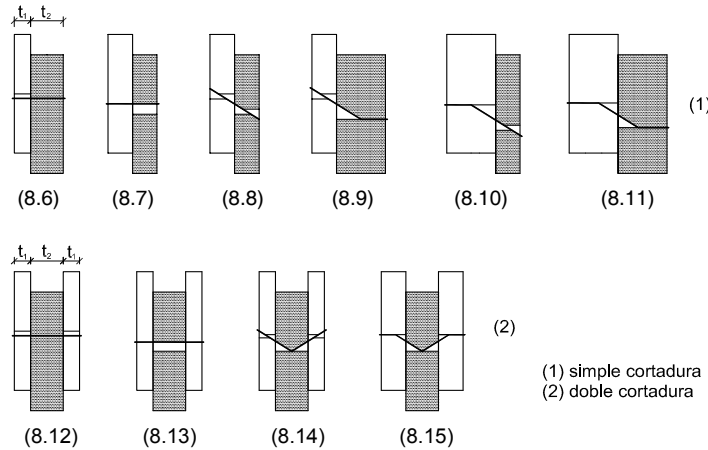 t1 t2
(1)
(8.6) (8.7) (8.8) (8.9) (8.10) (8.11)
t1 t2 t1
(2)
(1) simple cortadura
(2) doble cortadura
(8.12) (8.13) (8.14) (8.15)